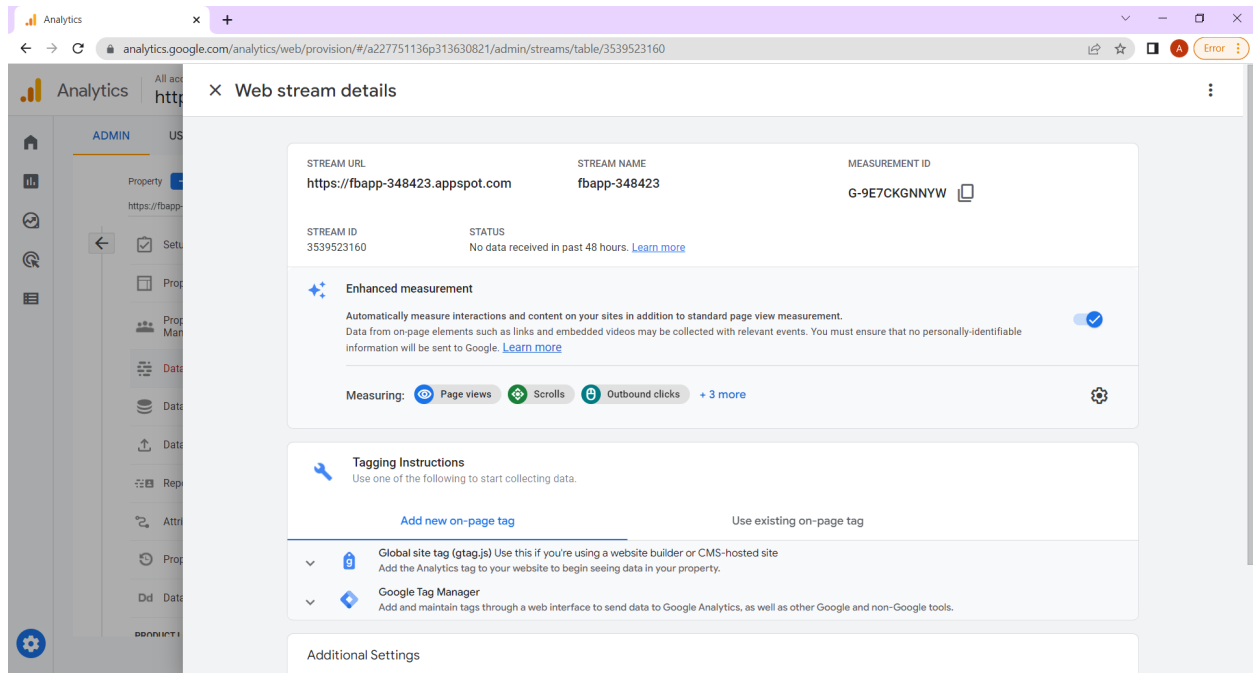 Analytics
analytics.google.com/analytics/web/provision/#/a227751136p313630821/admin/streams/table/3539523160
A
Error
Analytics
All acc
http
Web stream details
ADMIN
US
Property
https://fbapp-
Setu
Prop
Prop
Man
Data
Data
Data
Repo
Attri
Prop
Dd Data
PRODUCT L
STREAM URL
STREAM NAME
MEASUREMENT ID
https://fbapp-348423.appspot.com
fbapp-348423
G-9E7CKGNNYW
STREAM ID
STATUS
3539523160
No data received in past 48 hours. Learn more
Enhanced measurement
Automatically measure interactions and content on your sites in addition to standard page view measurement.
Data from on-page elements such as links and embedded videos may be collected with relevant events. You must ensure that no personally-identifiable
information will be sent to Google. Learn more
Measuring: Page views Scrolls Outbound clicks + 3 more
Tagging Instructions
Use one of the following to start collecting data.
Add new on-page tag
Use existing on-page tag
g
Global site tag (gtag.js) Use this if you're using a website builder or CMS-hosted site
Add the Analytics tag to your website to begin seeing data in your property.
Google Tag Manager
Add and maintain tags through a web interface to send data to Google Analytics, as well as other Google and non-Google tools.
Additional Settings